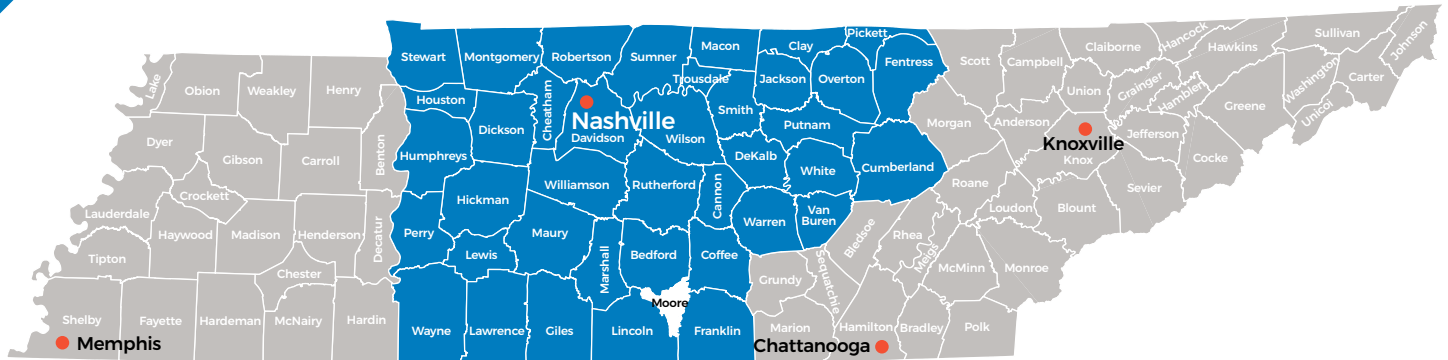 Stewart
Montgomery
Robertson
Sumner
Macon
Clay
Pickett
Fentress
Scott
Campbell
Claiborne
Hancock
Hawkins
Sullivan
Johnson
Lake
Obion
Weakley
Henry
Houston
Cheatham
Trousdale
Jackson
Overton
Union
Grainger
Hamblen
Greene
Washington
Carter
Unicoi
Dyer
Gibson
Carroll
Benton
Humphreys
Dickson
Nashville
Davidson
Wilson
Smith
Putnam
DeKalb
White
Cumberland
Morgan
Anderson
Knoxville
Knox
Jefferson
Cocke
Sevier
Lauderdale
Crockett
Haywood
Madison
Henderson
Decatur
Perry
Hickman
Williamson
Rutherford
Cannon
Warren
Van
Buren
Bledsoe
Rhea
Meigs
Roane
Loudon
Blount
Tipton
Chester
Lewis
Maury
Marshall
Bedford
Coffee
Grundy
Sequatchie
McMinn
Monroe
Shelby
Memphis
Fayette
Hardeman
McNairy
Hardin
Wayne
Lawrence
Giles
Lincoln
Moore
Franklin
Marion
Hamilton
Chattanooga
Bradley
Polk